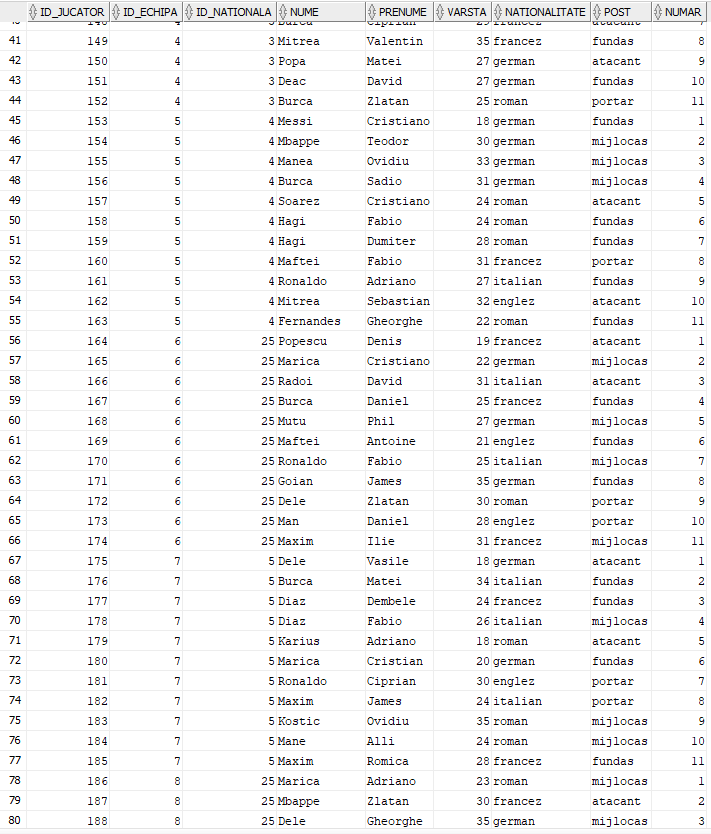 ID_JUCATOR ID_ECHIPA ID_NATIONALA NUME PRENUME VARSTA NATIONALITATE POST NUMAR
41 149 4 3 Mitrea Valentin 35 francez fundas 8
42 150 4 3 Popa Matei 27 german atacant 9
43 151 4 3 Deac David 27 german fundas 10
44 152 4 3 Burca Zlatan 25 roman portar 11
45 153 5 4 Messi Cristiano 18 german fundas 1
46 154 5 4 Mbappe Teodor 30 german mijlocas 2
47 155 5 4 Manea Ovidiu 33 german mijlocas 3
48 156 5 4 Burca Sadio 31 german mijlocas 4
49 157 5 4 Soarez Cristiano 24 roman atacant 5
50 158 5 4 Hagi Fabio 24 roman fundas 6
51 159 5 4 Hagi Dumiter 28 roman fundas 7
52 160 5 4 Maftei Fabio 31 francez portar 8
53 161 5 4 Ronaldo Adriano 27 italian fundas 9
54 162 5 4 Mitrea Sebastian 32 englez atacant 10
55 163 5 4 Fernandes Gheorghe 22 roman fundas 11
56 164 6 25 Popescu Denis 19 francez atacant 1
57 165 6 25 Marica Cristiano 22 german mijlocas 2
58 166 6 25 Radoi David 31 italian atacant 3
59 167 6 25 Burca Daniel 25 francez fundas 4
60 168 6 25 Mutu Phil 27 german mijlocas 5
61 169 6 25 Maftei Antoine 21 englez fundas 6
62 170 6 25 Ronaldo Fabio 25 italian mijlocas 7
63 171 6 25 Goian James 35 german fundas 8
64 172 6 25 Dele Zlatan 30 roman portar 9
65 173 6 25 Man Daniel 28 englez portar 10
66 174 6 25 Maxim Ilie 31 francez mijlocas 11
67 175 7 5 Dele Vasile 18 german atacant 1
68 176 7 5 Burca Matei 34 italian fundas 2
69 177 7 5 Diaz Dembele 24 francez fundas 3
70 178 7 5 Diaz Fabio 26 italian mijlocas 4
71 179 7 5 Karius Adriano 18 roman atacant 5
72 180 7 5 Marica Cristian 20 german fundas 6
73 181 7 5 Ronaldo Ciprian 30 englez portar 7
74 182 7 5 Maxim James 24 italian portar 8
75 183 7 5 Kostic Ovidiu 35 roman mijlocas 9
76 184 7 5 Mane Alli 24 roman mijlocas 10
77 185 7 5 Maxim Romica 28 francez fundas 11
78 186 8 25 Marica Adriano 23 roman mijlocas 1
79 187 8 25 Mbappe Zlatan 30 francez atacant 2
80 188 8 25 Dele Gheorghe 35 german mijlocas 3